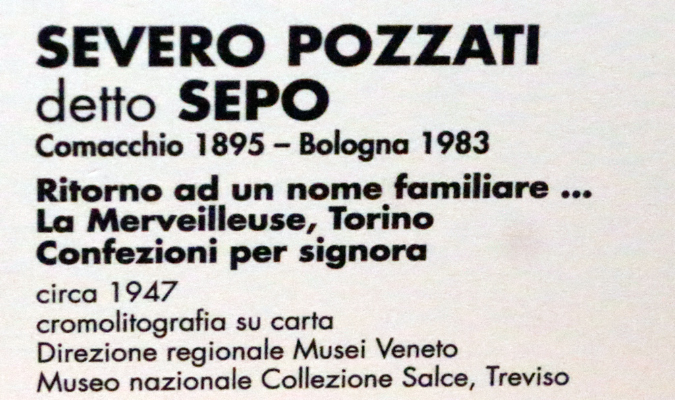 SEVERO POZZATI
detto SEPO
Comacchio 1895 – Bologna 1983
Ritorno ad un nome familiare ...
La Merveilleuse, Torino
Confezioni per signora
circa 1947
cromolitografia su carta
Direzione regionale Musei Veneto
Museo nazionale Collezione Salce, Treviso